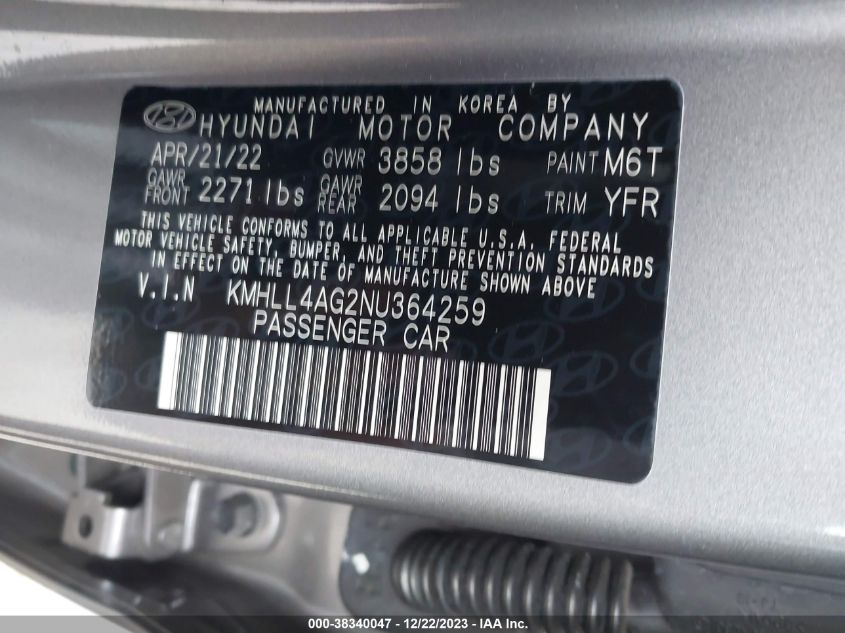 MANUFACTURED IN KOREA BY
HYUNDAI MOTOR COMPANY
APR/21/22 GVWR 3858 lbs PAINT M6T
GAWR FRONT 2271 lbs GAWR REAR 2094 lbs TRIM YFR
THIS VEHICLE CONFORMS TO ALL APPLICABLE U.S.A. FEDERAL
MOTOR VEHICLE SAFETY, BUMPER, AND THEFT PREVENTION STANDARDS
IN EFFECT ON THE DATE OF MANUFACTURE SHOWN ABOVE
V.I.N KMHLL4AG2NU364259
PASSENGER CAR
000-38340047 - 12/22/2023 - IAA Inc.